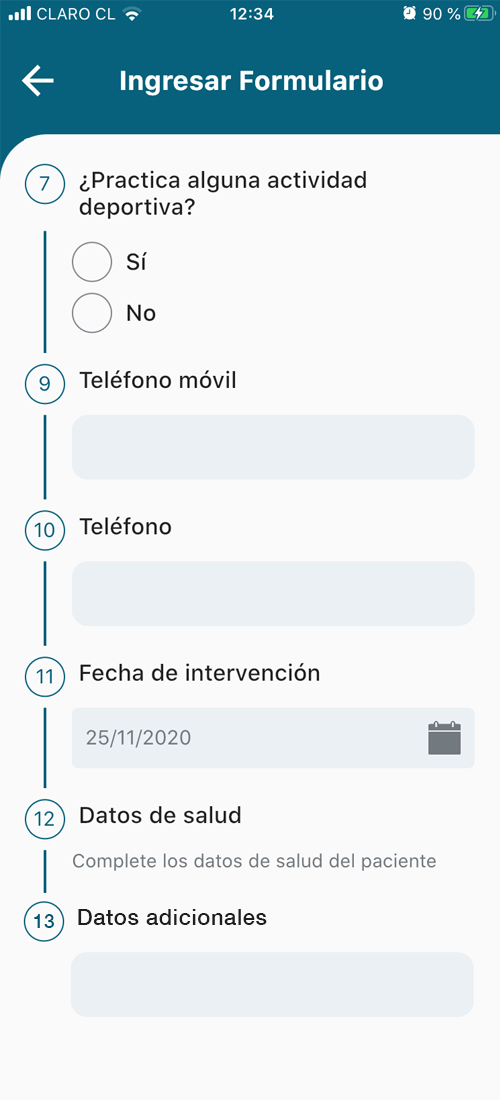 CLARO CL 12:34 90 %
Ingresar Formulario
7 ¿Practica alguna actividad
deportiva?
Sí
No
9 Teléfono móvil
10 Teléfono
11 Fecha de intervención
25/11/2020
12 Datos de salud
Complete los datos de salud del paciente
13 Datos adicionales